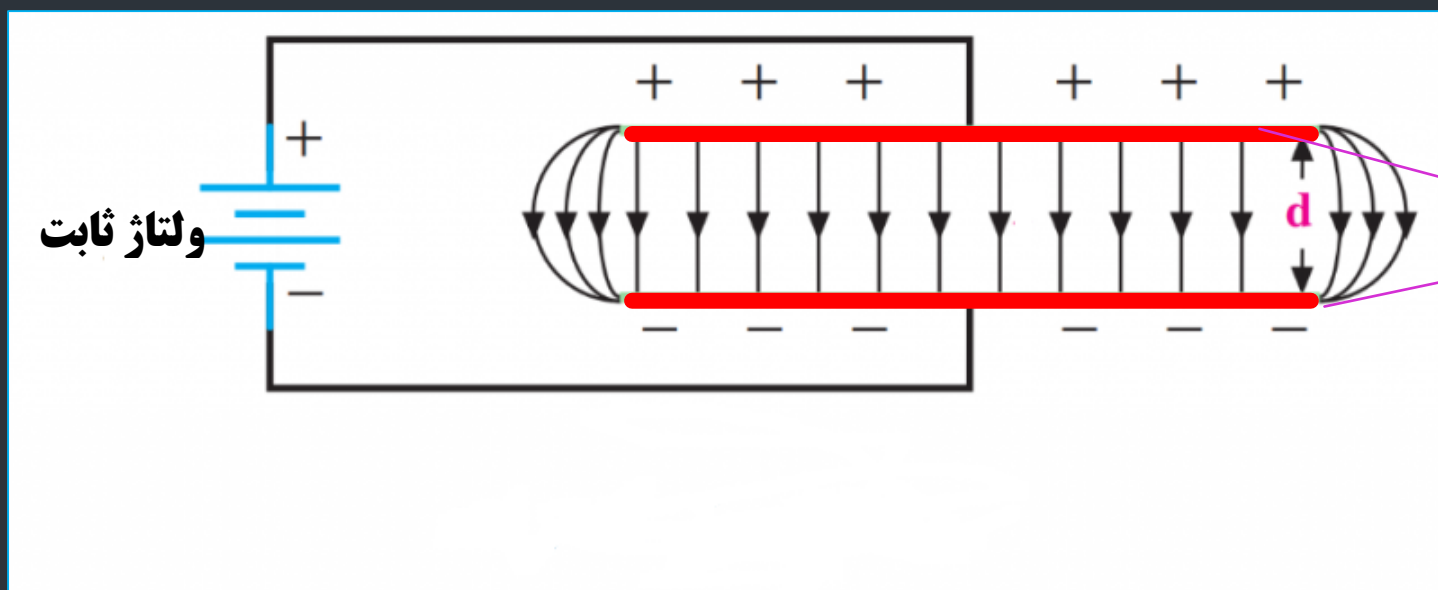 + + + + + +
+
d
ولتاژ ثابت
−
− − − − − −